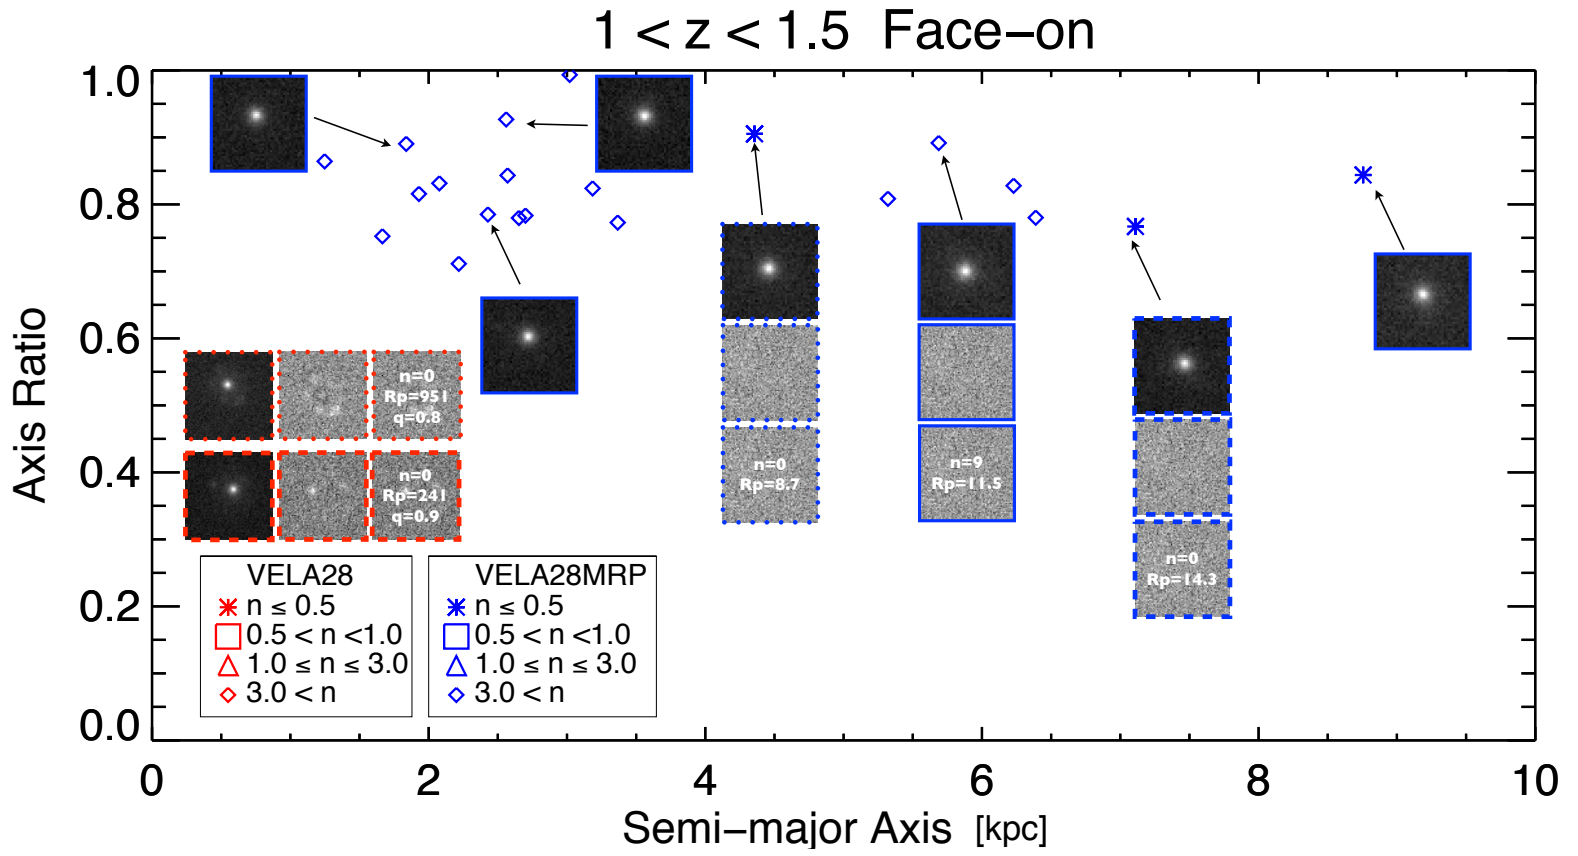 1 < z < 1.5 Face−on
1.0
0.8
0.6
0.4
0.2
0.0
Axis Ratio
n=0
Rp=951
q=0.8
n=0
Rp=241
q=0.9
n=0
Rp=8.7
n=9
Rp=11.5
n=0
Rp=14.3
VELA28
n ≤ 0.5
0.5 < n <1.0
1.0 ≤ n ≤ 3.0
3.0 < n
VELA28MRP
n ≤ 0.5
0.5 < n <1.0
1.0 ≤ n ≤ 3.0
3.0 < n
0 2 4 6 8 10
Semi−major Axis [kpc]